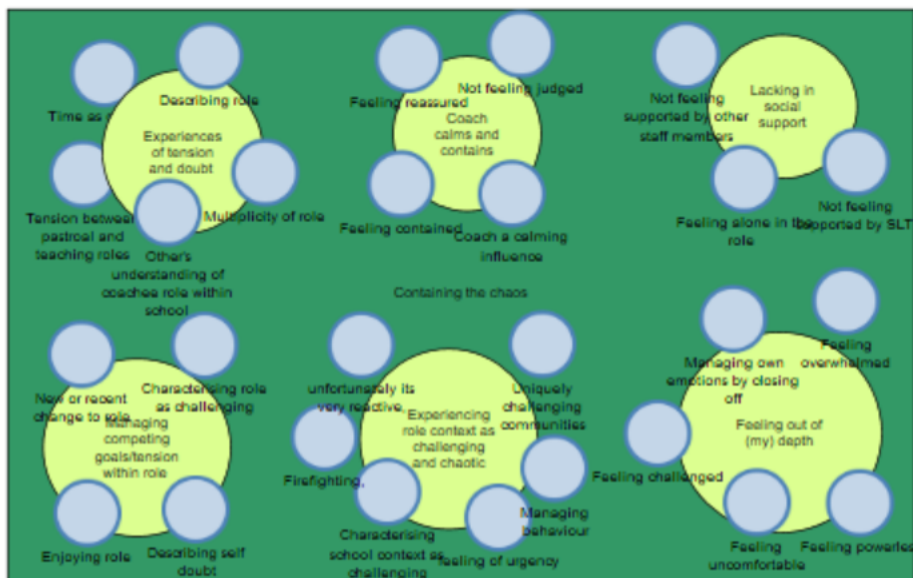 Describing role
Time as
Experiences
of tension
and doubt
Tension between
pastroal and
teaching roles
Multiplicity of role
Other's
understanding of
coachee role within
school
Not feeling judged
Feeling reassured
Coach
calms and
contains
Feeling contained
Coach a calming
influence
Lacking in
social
support
Not feeling
supported by other
staff members
Feeling alone in the
role
Not feeling
supported by SLT
Containing the chaos
New or recent
change to role
Characterising role
as challenging
Managing
competing
goals/tension
within role
Enjoying role
Describing self
doubt
unfortunately its
very reactive,
Uniquely
challenging
communities
Experiencing
role context as
challenging
and chaotic
Firefighting,
Characterising
school context as
challenging
feeling of urgency
Managing
behaviour
Feeling
overwhelmed
Managing own
emotions by closing
off
Feeling out of
(my) depth
Feeling challenged
Feeling
uncomfortable
Feeling powerles